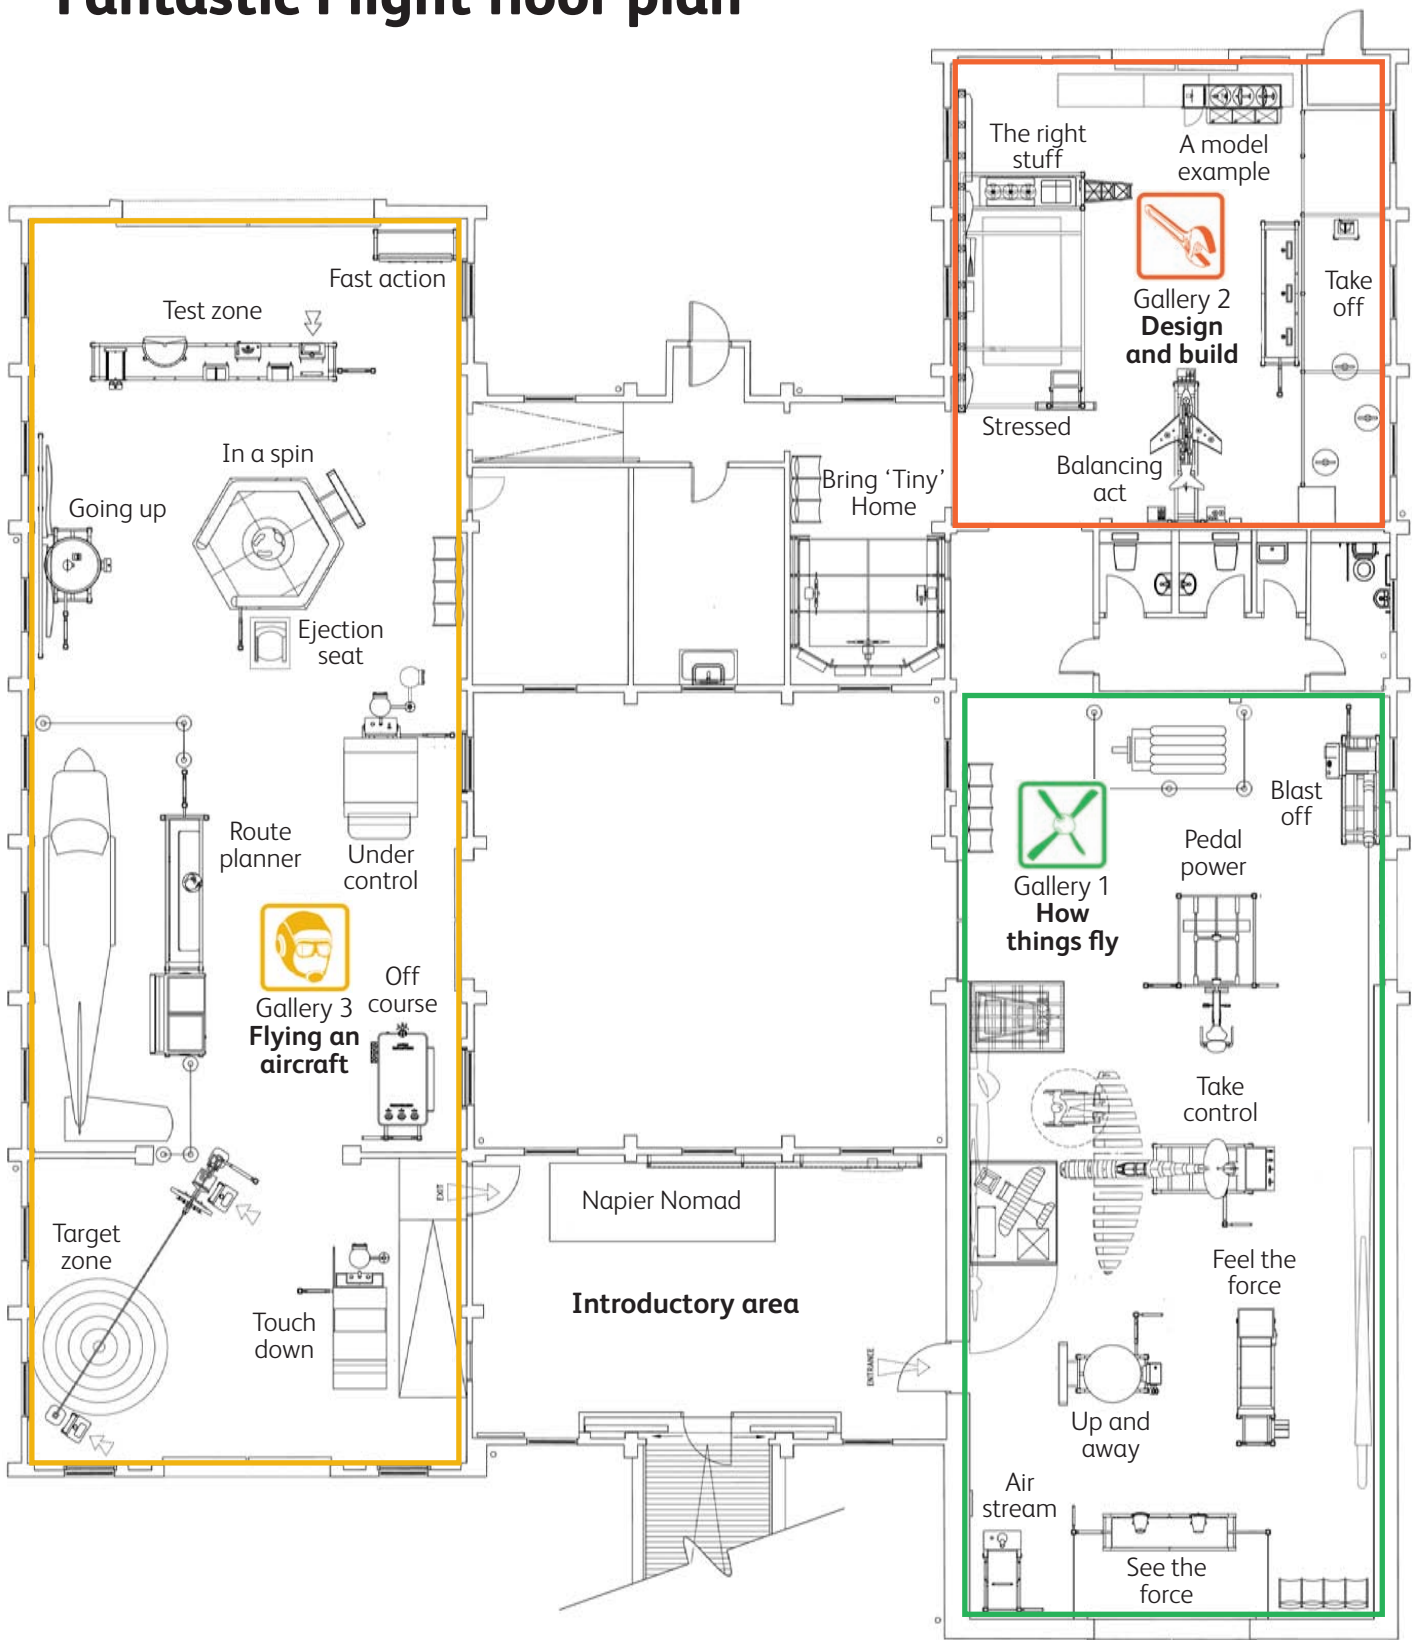 Fantastic Flight floor plan
The right
stuff
A model
example
Gallery 2
Design
and build
Take
off
Stressed
Balancing
act
Fast action
Test zone
In a spin
Going up
Ejection
seat
Bring ‘Tiny’
Home
Route
planner
Under
control
Gallery 3
Flying an
aircraft
Off
course
Blast
off
Pedal
power
Gallery 1
How
things fly
Take
control
EXIT
Napier Nomad
Target
zone
Touch
down
Introductory area
ENTRANCE
Feel the
force
Up and
away
Air
stream
See the
force